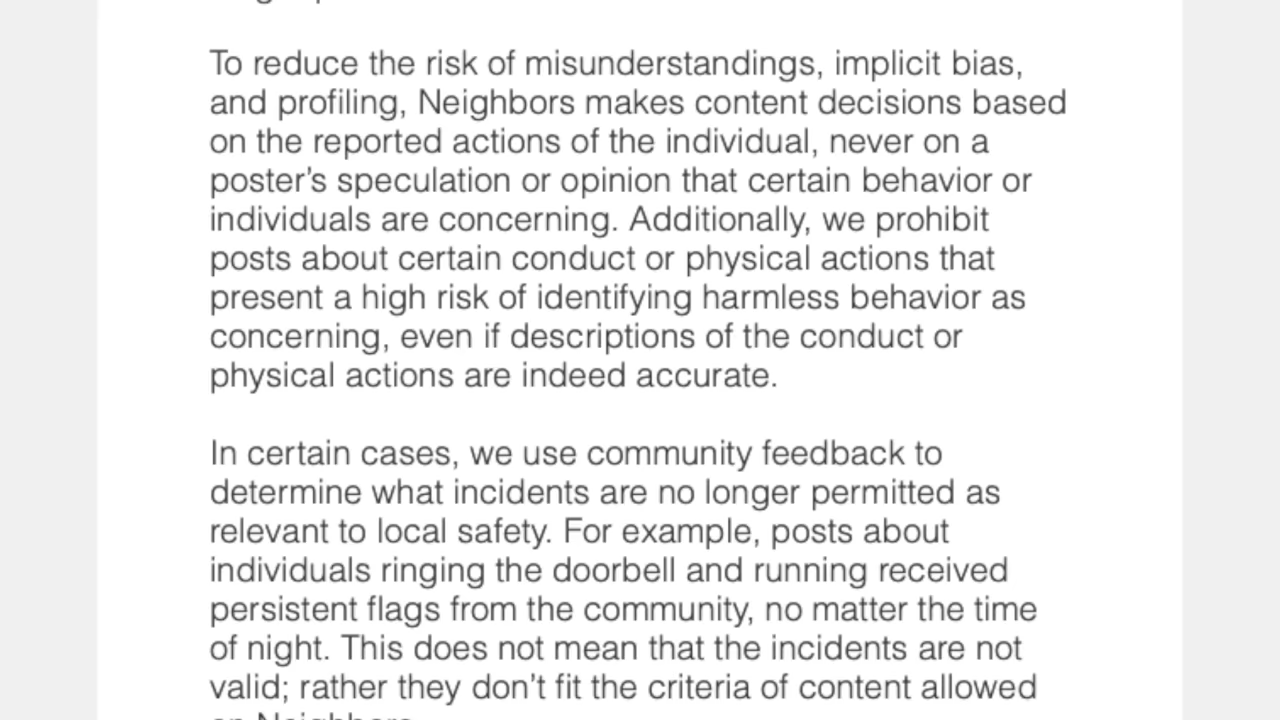 To reduce the risk of misunderstandings, implicit bias,
and profiling, Neighbors makes content decisions based
on the reported actions of the individual, never on a
poster’s speculation or opinion that certain behavior or
individuals are concerning. Additionally, we prohibit
posts about certain conduct or physical actions that
present a high risk of identifying harmless behavior as
concerning, even if descriptions of the conduct or
physical actions are indeed accurate.
In certain cases, we use community feedback to
determine what incidents are no longer permitted as
relevant to local safety. For example, posts about
individuals ringing the doorbell and running received
persistent flags from the community, no matter the time
of night. This does not mean that the incidents are not
valid; rather they don’t fit the criteria of content allowed
on Neighbors.